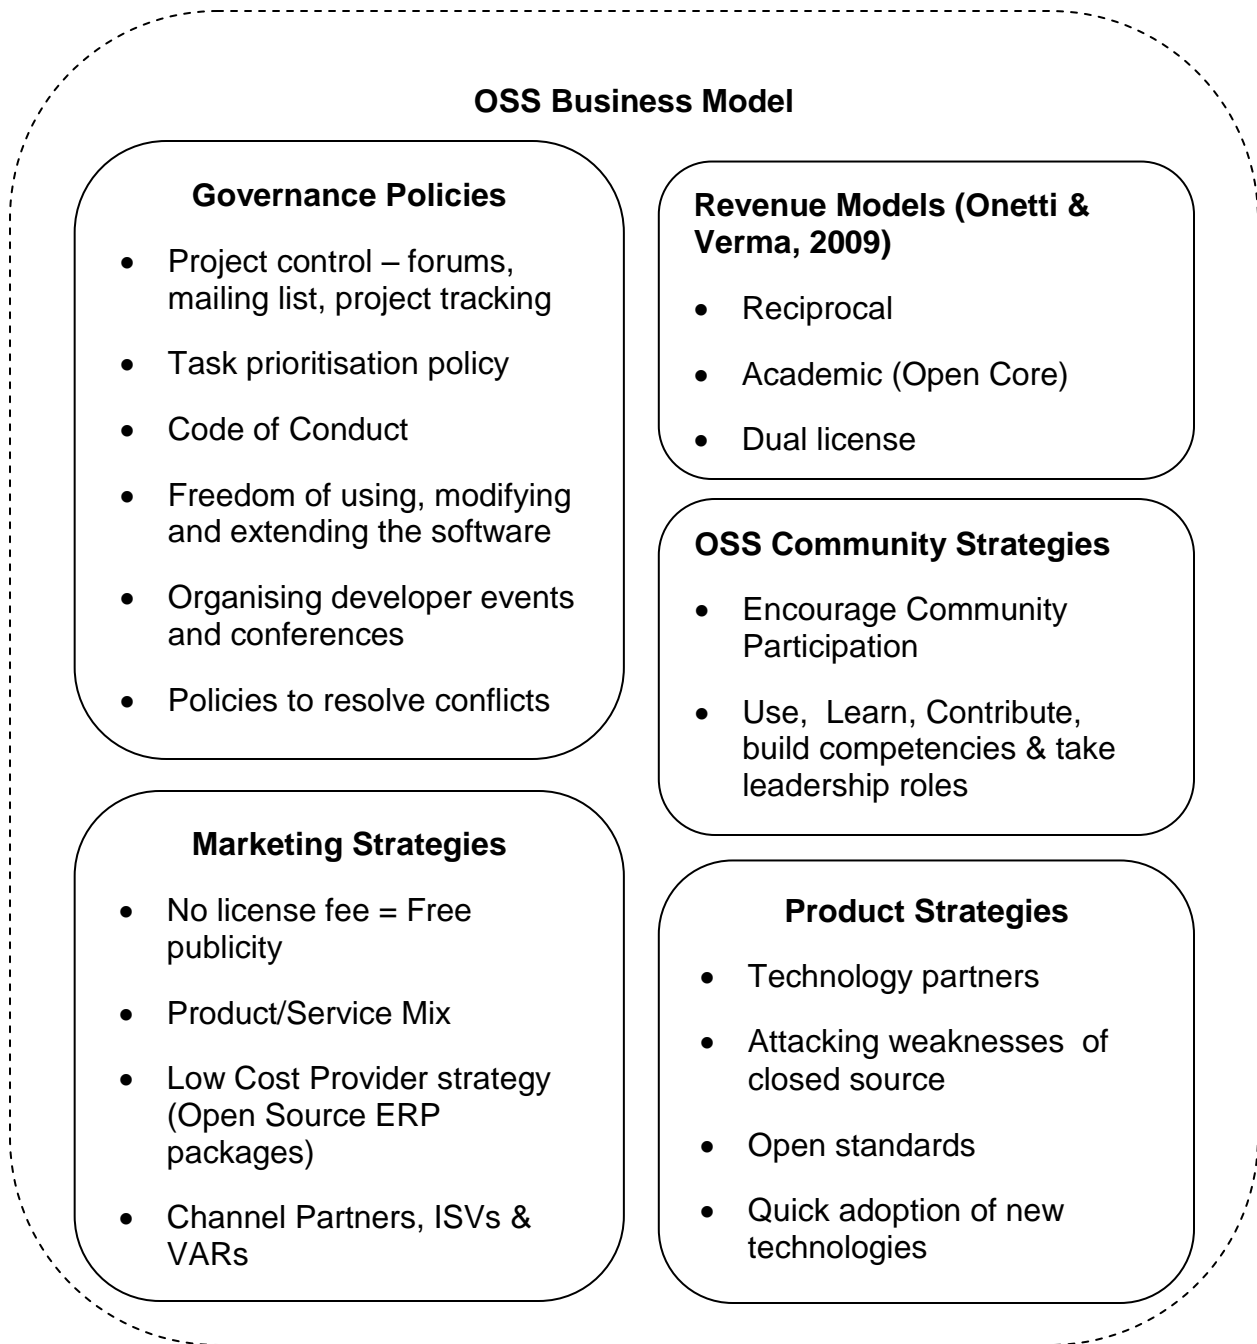 OSS Business Model
Governance Policies
• Project control – forums,
mailing list, project tracking
• Task prioritisation policy
• Code of Conduct
• Freedom of using, modifying
and extending the software
• Organising developer events
and conferences
• Policies to resolve conflicts
Revenue Models (Onetti &
Verma, 2009)
• Reciprocal
• Academic (Open Core)
• Dual license
OSS Community Strategies
• Encourage Community
Participation
• Use, Learn, Contribute,
build competencies & take
leadership roles
Marketing Strategies
• No license fee = Free
publicity
• Product/Service Mix
• Low Cost Provider strategy
(Open Source ERP
packages)
• Channel Partners, ISVs &
VARs
Product Strategies
• Technology partners
• Attacking weaknesses of
closed source
• Open standards
• Quick adoption of new
technologies